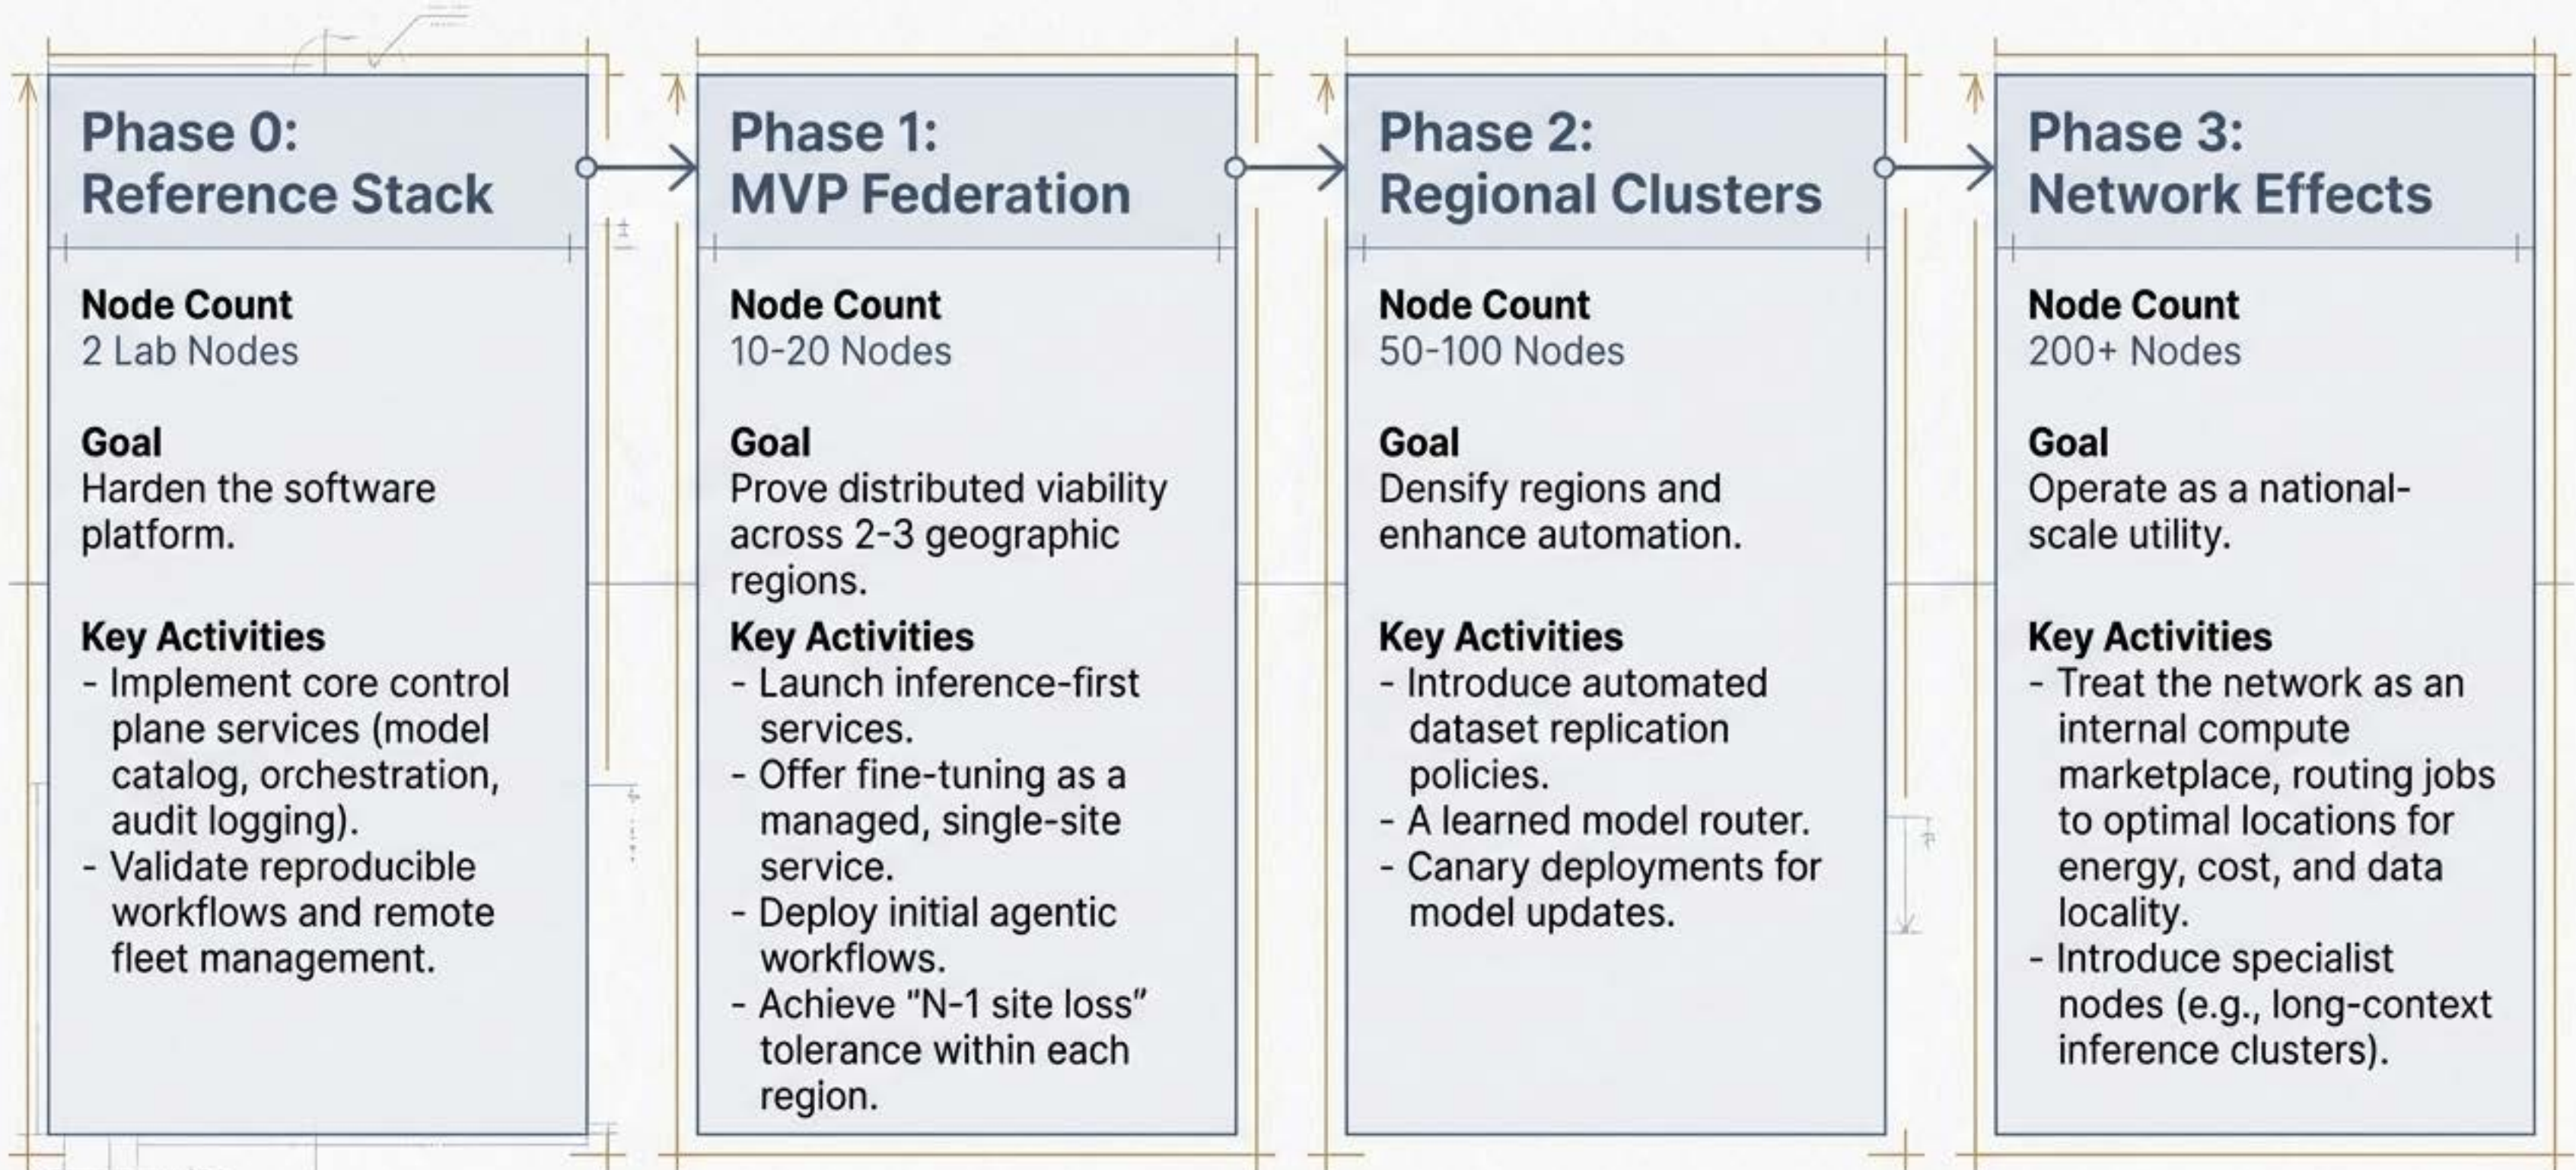 Phase 0:
Reference Stack
Node Count
2 Lab Nodes
Goal
Harden the software
platform.
Key Activities
- Implement core control
plane services (model
catalog, orchestration,
audit logging).
- Validate reproducible
workflows and remote
fleet management.
Phase 1:
MVP Federation
Node Count
10-20 Nodes
Goal
Prove distributed viability
across 2-3 geographic
regions.
Key Activities
- Launch inference-first
services.
- Offer fine-tuning as a
managed, single-site
service.
- Deploy initial agentic
workflows.
- Achieve "N-1 site loss"
tolerance within each
region.
Phase 2:
Regional Clusters
Node Count
50-100 Nodes
Goal
Densify regions and
enhance automation.
Key Activities
- Introduce automated
dataset replication
policies.
- A learned model router.
- Canary deployments for
model updates.
Phase 3:
Network Effects
Node Count
200+ Nodes
Goal
Operate as a national-
scale utility.
Key Activities
- Treat the network as an
internal compute
marketplace, routing jobs
to optimal locations for
energy, cost, and data
locality.
- Introduce specialist
nodes (e.g., long-context
inference clusters).